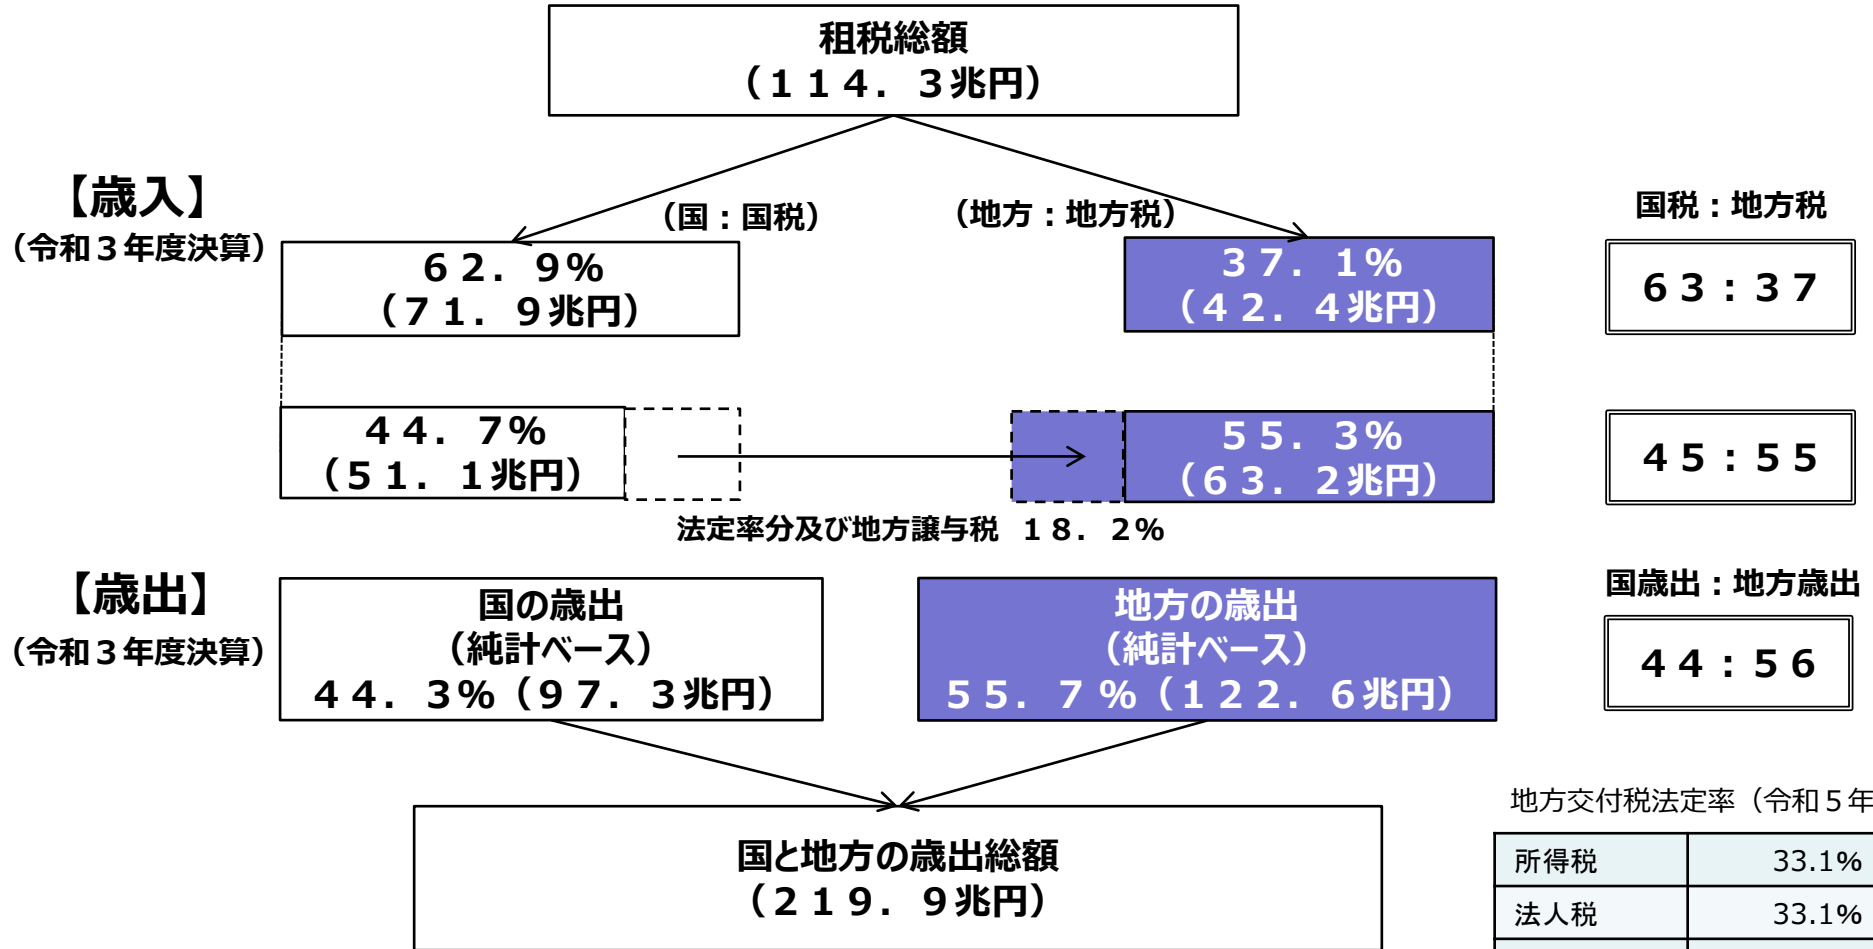 租税総額
（１１４．３兆円）
【歳入】
（令和３年度決算）
（国：国税）
（地方：地方税）
国税：地方税
６２．９%
（７１．９兆円）
３７．１%
（４２．４兆円）
６３：３７
４４．７%
（５１．１兆円）
５５．３%
（６３．２兆円）
４５：５５
法定率分及び地方譲与税 １８．２%
【歳出】
（令和３年度決算）
国の歳出
（純計ベース）
４４．３%（９７．３兆円）
地方の歳出
（純計ベース）
５５．７%（１２２．６兆円）
国歳出：地方歳出
４４：５６
国と地方の歳出総額
（２１９．９兆円）
地方交付税法定率（令和５年
所得税 33.1%
法人税 33.1%